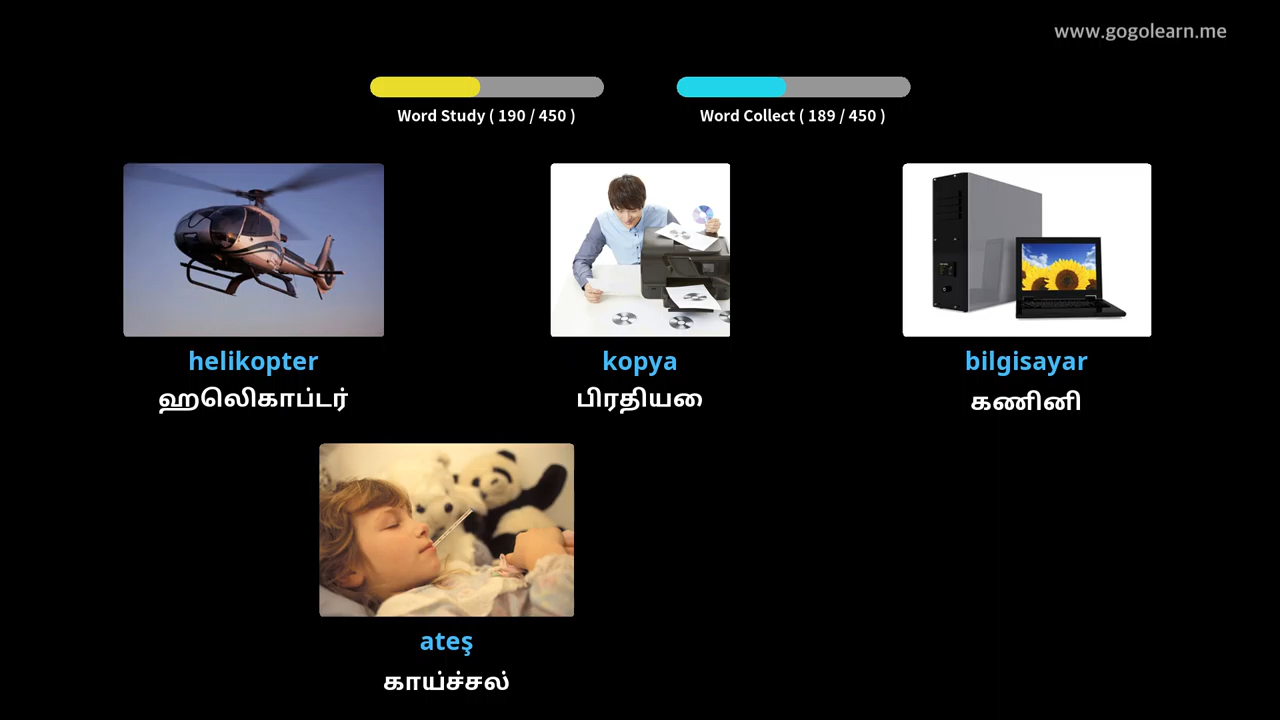 www.gogolearn.me
Word Study ( 190 / 450 )
Word Collect ( 189 / 450 )
helikopter
ஹெலிகாப்டர்
kopya
பிரதியை
bilgisayar
கணினி
ateş
காய்ச்சல்